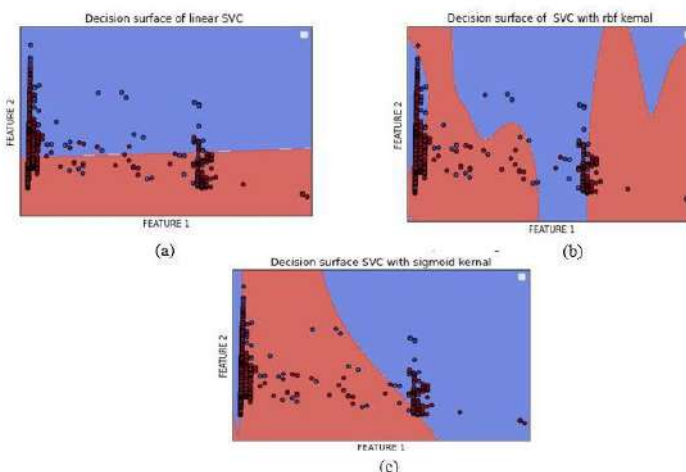 Decision surface of linear SVC
FEATURE 2
FEATURE 1
(a)
Decision surface of SVC with rbf kernal
FEATURE 2
FEATURE 1
(b)
Decision surface SVC with sigmoid kernal
FEATURE 2
FEATURE 1
(c)